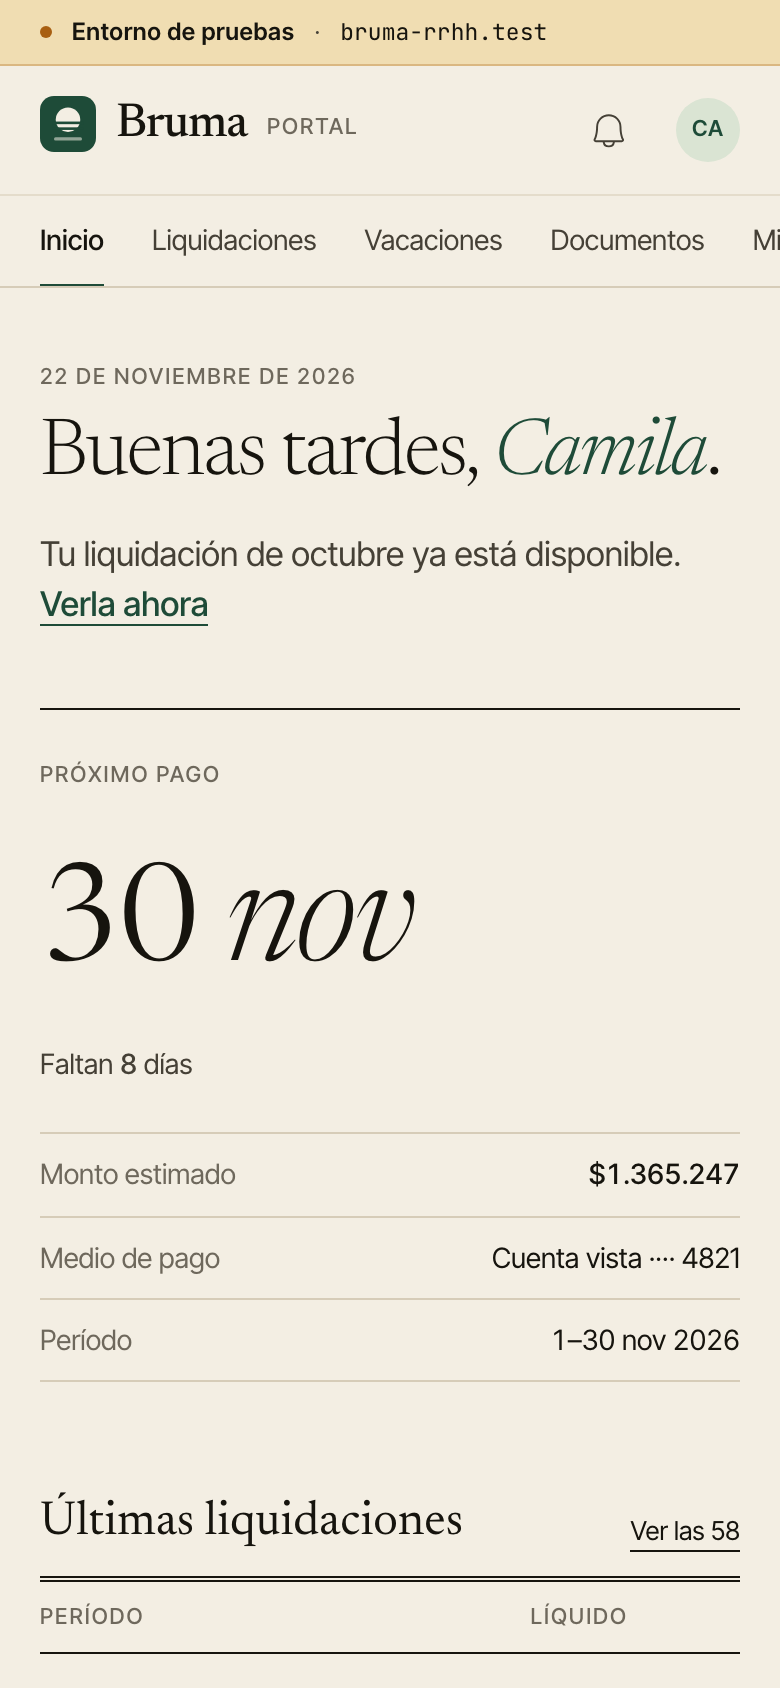 Entorno de pruebas · bruma-rrhh.test
Bruma PORTAL CA
Inicio Liquidaciones Vacaciones Documentos
22 DE NOVIEMBRE DE 2026
Buenas tardes, Camila.
Tu liquidación de octubre ya está disponible.
Verla ahora
PRÓXIMO PAGO
30 nov
Faltan 8 días
Monto estimado $1.365.247
Medio de pago Cuenta vista ···· 4821
Período 1–30 nov 2026
Últimas liquidaciones Ver las 58
PERÍODO LÍQUIDO